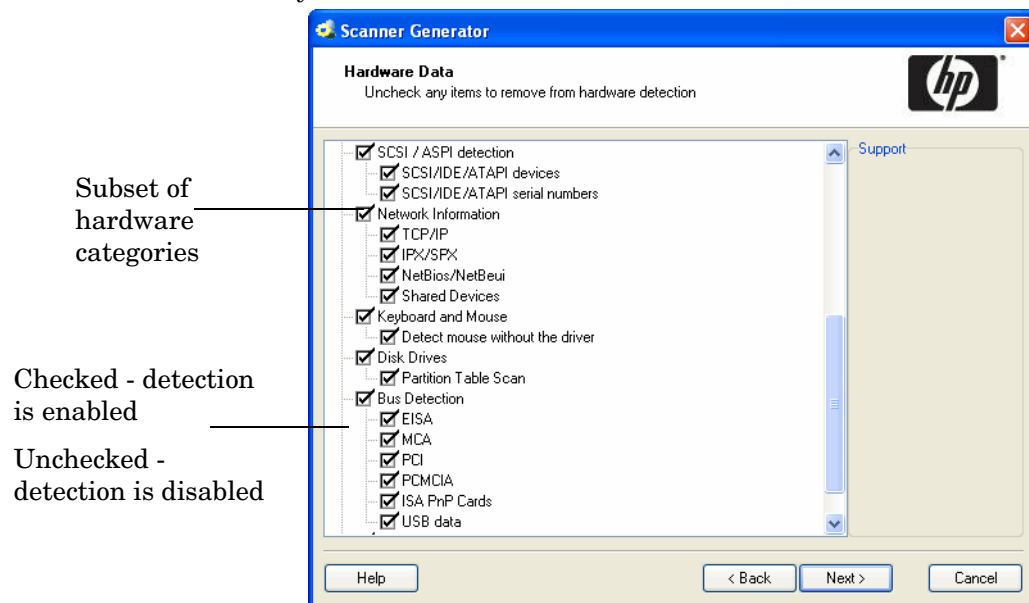 Scanner Generator
Hardware Data
Uncheck any items to remove from hardware detection
hp
SCSI / ASPI detection
SCSI/IDE/ATAPI devices
SCSI/IDE/ATAPI serial numbers
Network Information
TCP/IP
IPX/SPX
NetBios/NetBeui
Shared Devices
Keyboard and Mouse
Detect mouse without the driver
Disk Drives
Partition Table Scan
Bus Detection
EISA
MCA
PCI
PCMCIA
ISA PnP Cards
USB data
Support
Subset of
hardware
categories
Checked - detection
is enabled
Unchecked -
detection is disabled
Help
< Back
Next >
Cancel